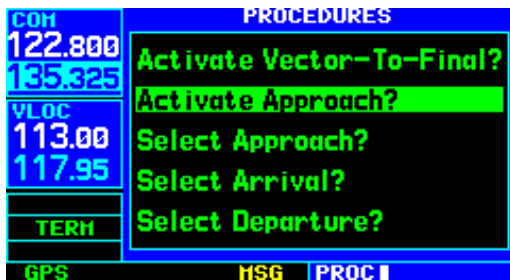 COM
122.800
135.325
VLOC
113.00
117.95
TERM
GPS
PROCEDURES
Activate Vector-To-Final?
Activate Approach?
Select Approach?
Select Arrival?
Select Departure?
MSG
PROC